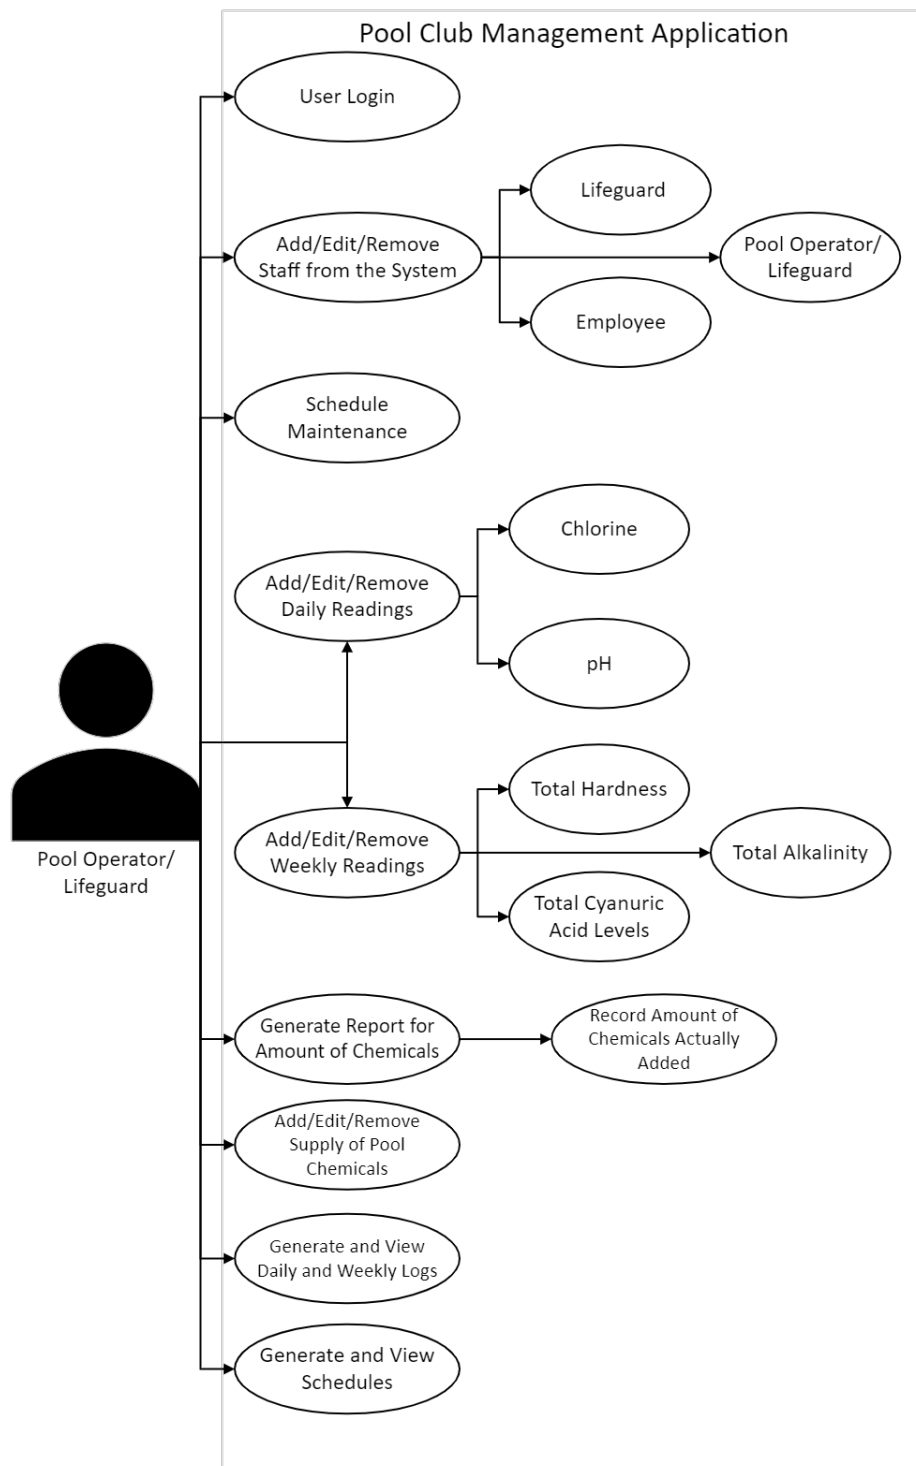 Pool Club Management Application
User Login
Lifeguard
Add/Edit/Remove
Staff from the System
Pool Operator/
Lifeguard
Employee
Schedule
Maintenance
Chlorine
Add/Edit/Remove
Daily Readings
pH
Pool Operator/
Lifeguard
Total Hardness
Add/Edit/Remove
Weekly Readings
Total Alkalinity
Total Cyanuric
Acid Levels
Generate Report for
Amount of Chemicals
Record Amount of
Chemicals Actually
Added
Add/Edit/Remove
Supply of Pool
Chemicals
Generate and View
Daily and Weekly Logs
Generate and View
Schedules